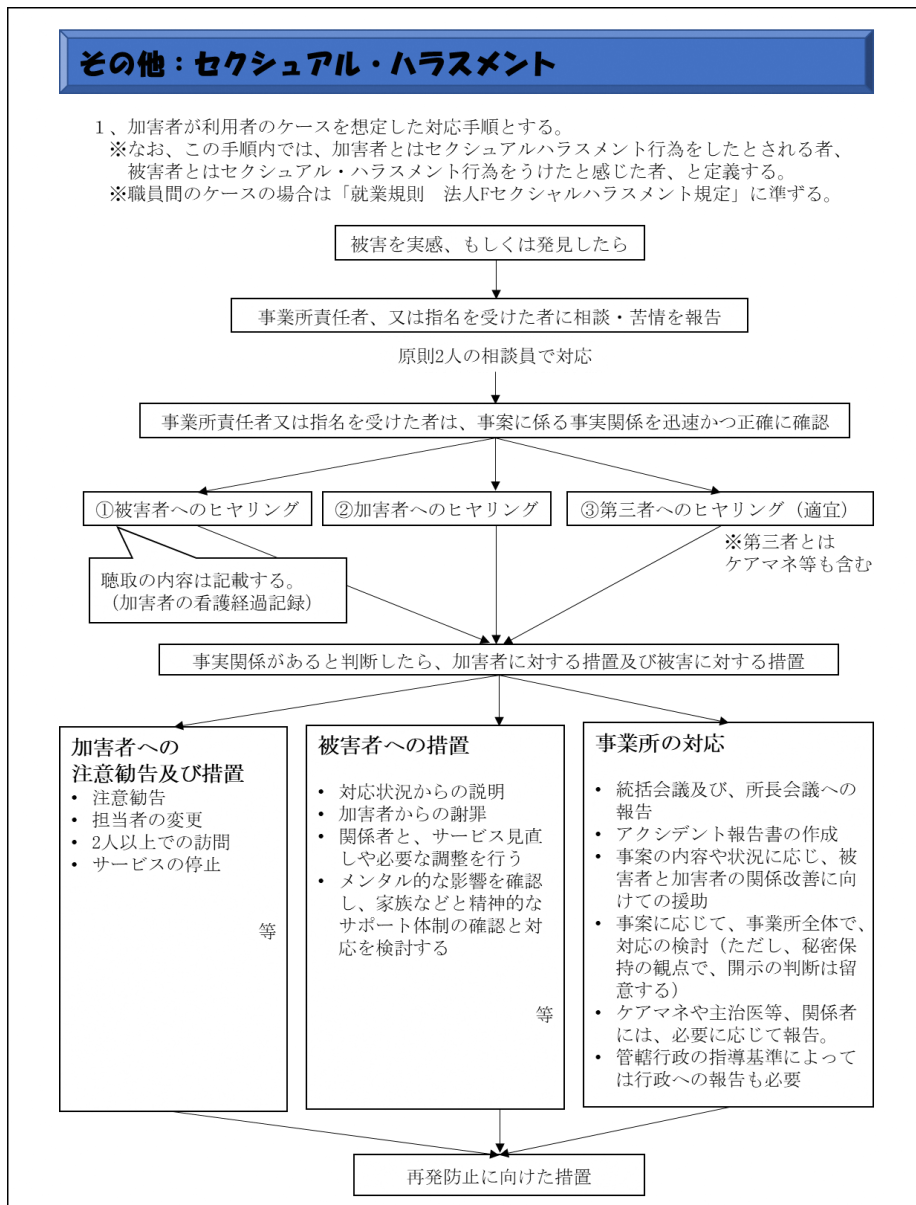 その他：セクシュアル・ハラスメント
１、加害者が利用者のケースを想定した対応手順とする。
※なお、この手順内では、加害者とはセクシュアルハラスメント行為をしたとされる者、
被害者とはセクシュアル・ハラスメント行為をうけたと感じた者、と定義する。
※職員間のケースの場合は「就業規則　法人Fセクシャルハラスメント規定」に準ずる。
被害を実感、もしくは発見したら
事業所責任者、又は指名を受けた者に相談・苦情を報告
原則2人の相談員で対応
事業所責任者又は指名を受けた者は、事案に係る事実関係を迅速かつ正確に確認
①被害者へのヒヤリング
②加害者へのヒヤリング
③第三者へのヒヤリング（適宜）
※第三者とは
ケアマネ等も含む
聴取の内容は記載する。
（加害者の看護経過記録）
事実関係があると判断したら、加害者に対する措置及び被害に対する措置
加害者への
注意勧告及び措置
• 注意勧告
• 担当者の変更
• 2人以上での訪問
• サービスの停止
等
被害者への措置
• 対応状況からの説明
• 加害者からの謝罪
• 関係者と、サービス見直
しや必要な調整を行う
• メンタル的な影響を確認
し、家族などと精神的な
サポート体制の確認と対
応を検討する
等
事業所の対応
• 統括会議及び、所長会議への
報告
• アクシデント報告書の作成
• 事案の内容や状況に応じ、被
害者と加害者の関係改善に向
けての援助
• 事案に応じて、事業所全体で、
対応の検討（ただし、秘密保
持の観点で、開示の判断は留
意する）
• ケアマネや主治医等、関係者
には、必要に応じて報告。
• 管轄行政の指導基準によって
は行政への報告も必要
再発防止に向けた措置